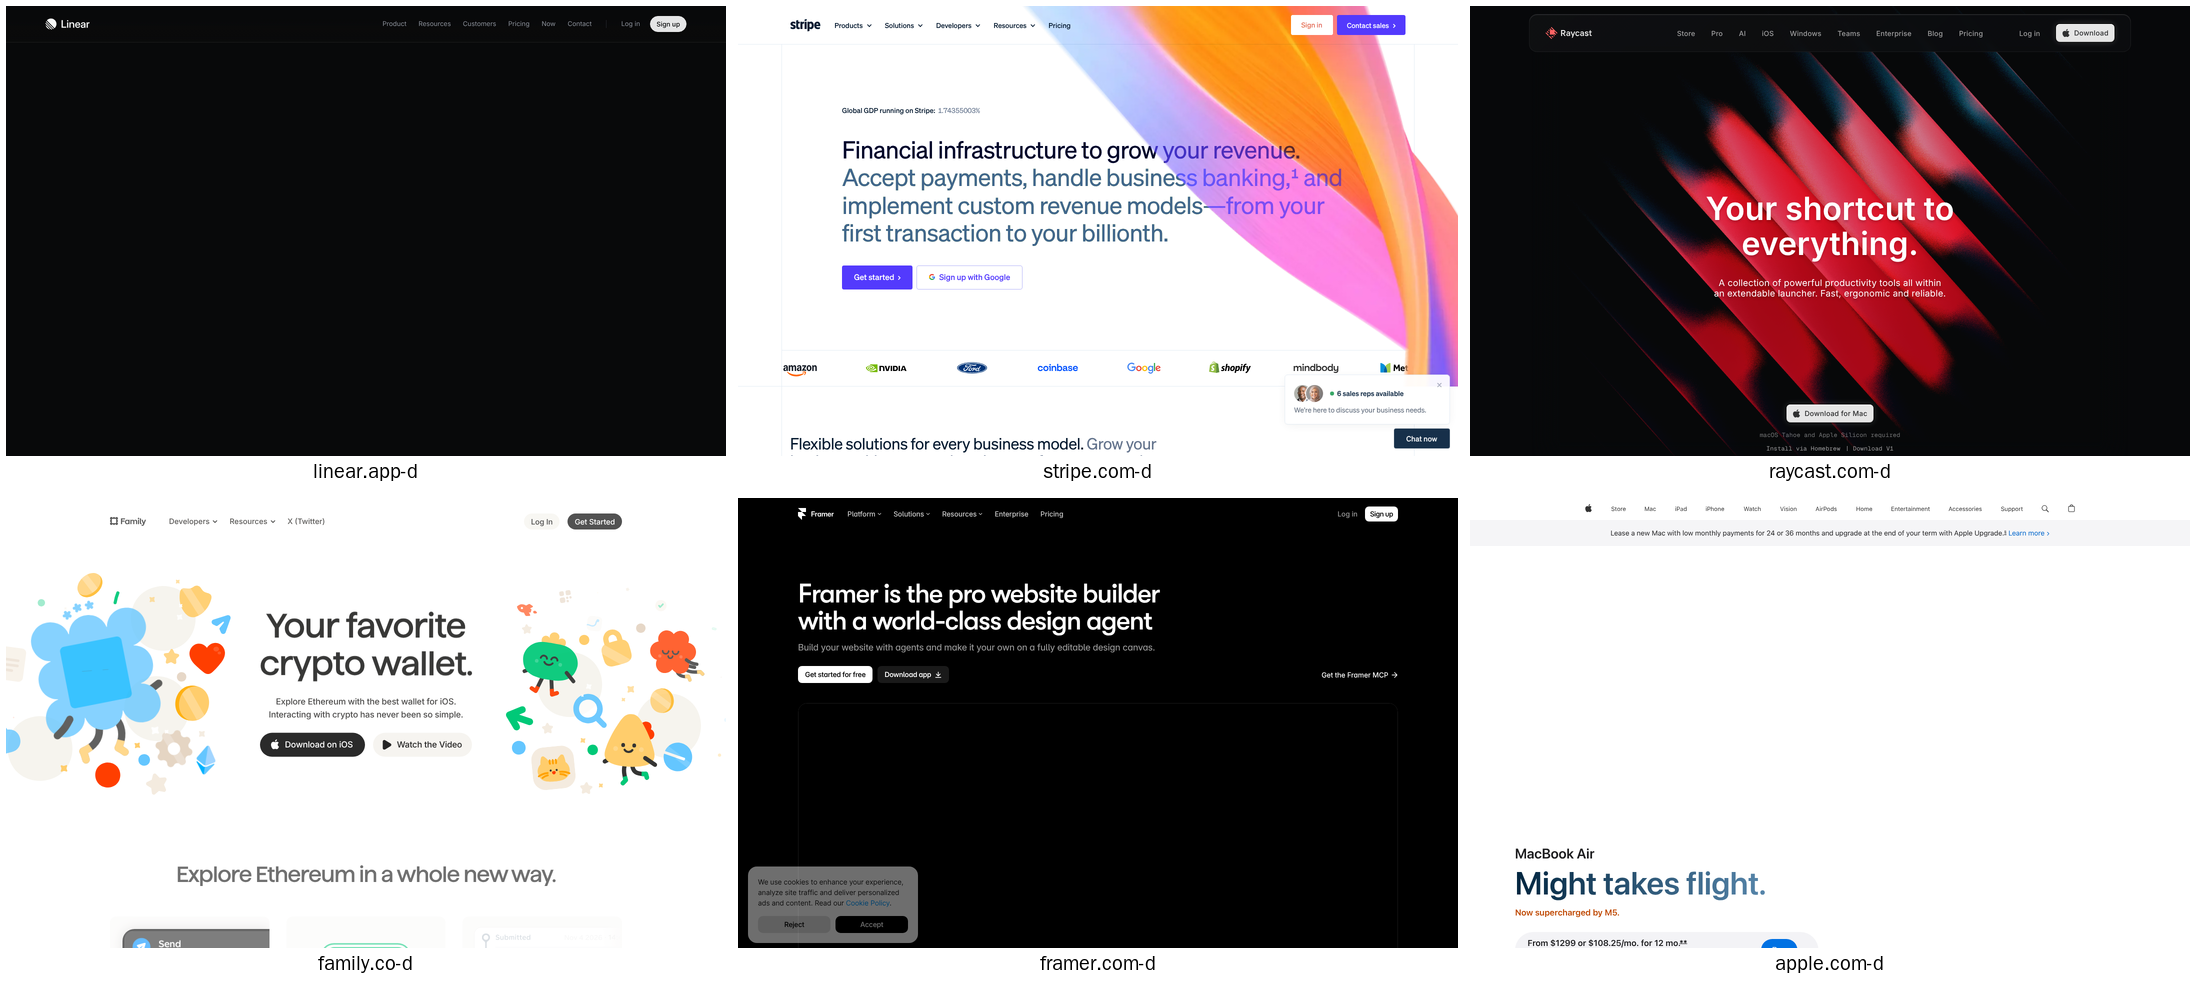 Linear
Product Resources Customers Pricing Now Contact Log in Sign up
linear.app-d
stripe
Products Solutions Developers Resources Pricing
Sign in Contact sales
Global GDP running on Stripe: 1.74355003%
Financial infrastructure to grow your revenue.
Accept payments, handle business banking,¹ and
implement custom revenue models—from your
first transaction to your billionth.
Get started
Sign up with Google
amazon NVIDIA Ford coinbase Google shopify mindbody Met
6 sales reps available
We're here to discuss your business needs.
Chat now
Flexible solutions for every business model. Grow your
stripe.com-d
Raycast
Store Pro AI iOS Windows Teams Enterprise Blog Pricing Log in Download
Your shortcut to
everything.
A collection of powerful productivity tools all within
an extendable launcher. Fast, ergonomic and reliable.
Download for Mac
macOS Tahoe and Apple Silicon required
Install via Homebrew | Download V1
raycast.com-d
Family
Developers Resources X (Twitter)
Log In Get Started
Your favorite
crypto wallet.
Explore Ethereum with the best wallet for iOS.
Interacting with crypto has never been so simple.
Download on iOS
Watch the Video
Explore Ethereum in a whole new way.
Send
Submitted
family.co-d
Framer
Platform Solutions Resources Enterprise Pricing
Log in Sign up
Framer is the pro website builder
with a world-class design agent
Build your website with agents and make it your own on a fully editable design canvas.
Get started for free
Download app
Get the Framer MCP
We use cookies to enhance your experience,
analyze site traffic and deliver personalized
ads and content. Read our Cookie Policy.
Reject Accept
framer.com-d
Store Mac iPad iPhone Watch Vision AirPods Home Entertainment Accessories Support
Lease a new Mac with low monthly payments for 24 or 36 months and upgrade at the end of your term with Apple Upgrade.‡ Learn more
MacBook Air
Might takes flight.
Now supercharged by M5.
From $1299 or $108.25/mo. for 12 mo.**
apple.com-d